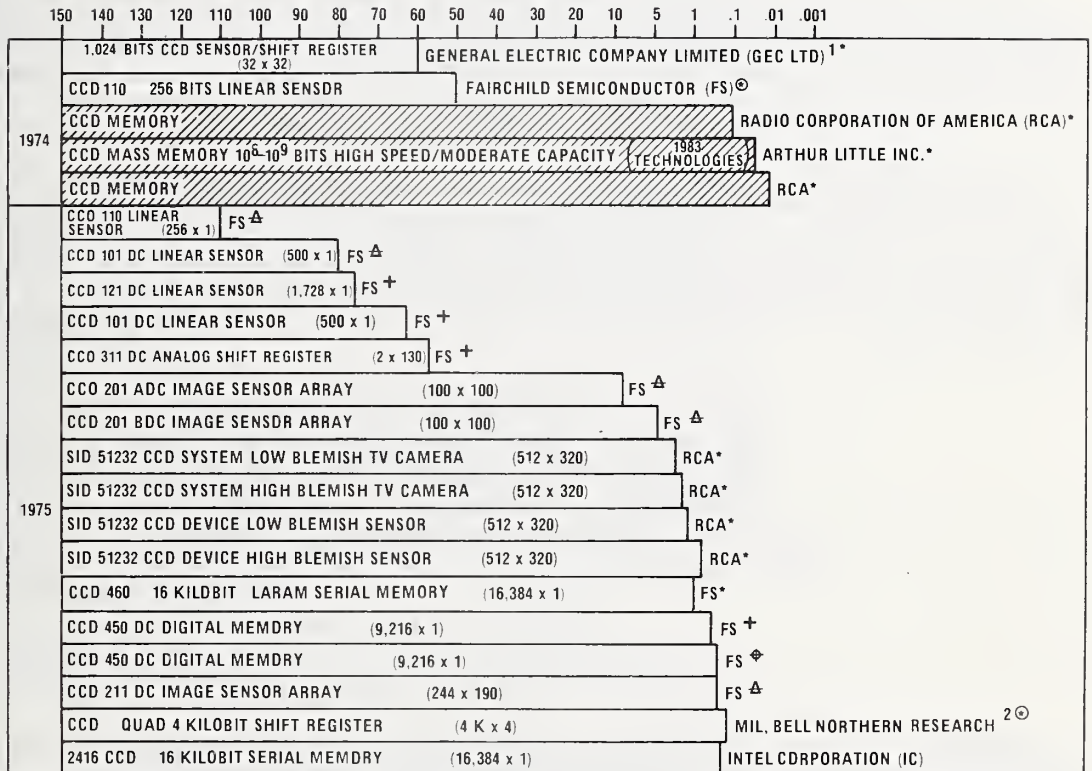 150 140 130 120 110 100 90 80 70 60 50 40 30 20 10 5 1 .1 .01 .001
1974
1.024 BITS CCD SENSOR/SHIFT REGISTER
(32 x 32)
GENERAL ELECTRIC COMPANY LIMITED (GEC LTD) 1*
CCD 110 256 BITS LINEAR SENSDR FAIRCHILD SEMICONDUCTOR (FS)⊙
CCD MEMORY RADIO CORPORATION OF AMERICA (RCA)*
CCD MASS MEMORY 10⁸–10⁹ BITS HIGH SPEED/MODERATE CAPACITY 1983 TECHNOLOGIES ARTHUR LITTLE INC.*
CCD MEMORY RCA*
1975
CCO 110 LINEAR
SENSOR (256 x 1) FS Δ
CCD 101 DC LINEAR SENSOR (500 x 1) FS Δ
CCD 121 DC LINEAR SENSOR (1,728 x 1) FS +
CCD 101 DC LINEAR SENSOR (500 x 1) FS +
CCO 311 DC ANALOG SHIFT REGISTER (2 x 130) FS +
CCO 201 ADC IMAGE SENSOR ARRAY (100 x 100) FS Δ
CCD 201 BDC IMAGE SENSDR ARRAY (100 x 100) FS Δ
SID 51232 CCD SYSTEM LOW BLEMISH TV CAMERA (512 x 320) RCA*
SID 51232 CCD SYSTEM HIGH BLEMISH TV CAMERA (512 x 320) RCA*
SID 51232 CCD DEVICE LOW BLEMISH SENSOR (512 x 320) RCA*
SID 51232 CCD DEVICE HIGH BLEMISH SENSOR (512 x 320) RCA*
CCD 460 16 KILDBIT LARAM SERIAL MEMORY (16,384 x 1) FS*
CCD 450 DC DIGITAL MEMDRY (9,216 x 1) FS +
CCD 450 DC DIGITAL MEMDRY (9,216 x 1) FS ⊕
CCD 211 DC IMAGE SENSOR ARRAY (244 x 190) FS Δ
CCD QUAD 4 KILOBIT SHIFT REGISTER (4 K x 4) MIL, BELL NORTHERN RESEARCH 2⊛
2416 CCD 16 KILOBIT SERIAL MEMDRY (16,384 x 1) INTEL CDRPORATION (IC)